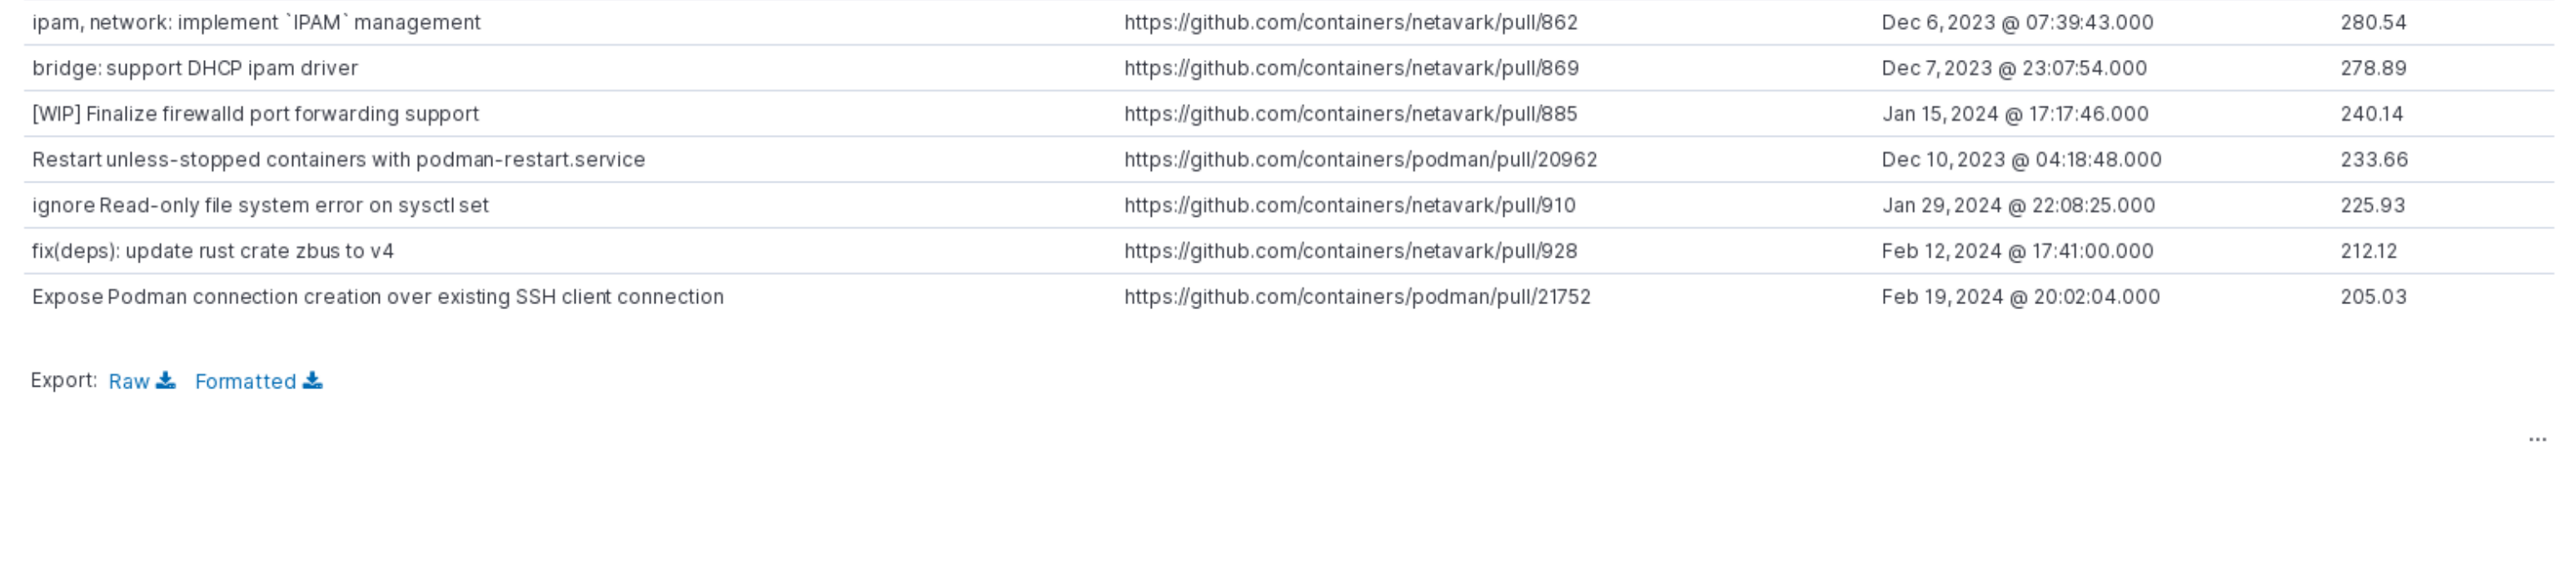 ipam, network: implement `IPAM` management https://github.com/containers/netavark/pull/862 Dec 6, 2023 @ 07:39:43.000 280.54
bridge: support DHCP ipam driver https://github.com/containers/netavark/pull/869 Dec 7, 2023 @ 23:07:54.000 278.89
[WIP] Finalize firewalld port forwarding support https://github.com/containers/netavark/pull/885 Jan 15, 2024 @ 17:17:46.000 240.14
Restart unless-stopped containers with podman-restart.service https://github.com/containers/podman/pull/20962 Dec 10, 2023 @ 04:18:48.000 233.66
ignore Read-only file system error on sysctl set https://github.com/containers/netavark/pull/910 Jan 29, 2024 @ 22:08:25.000 225.93
fix(deps): update rust crate zbus to v4 https://github.com/containers/netavark/pull/928 Feb 12, 2024 @ 17:41:00.000 212.12
Expose Podman connection creation over existing SSH client connection https://github.com/containers/podman/pull/21752 Feb 19, 2024 @ 20:02:04.000 205.03
Export: Raw Formatted
...